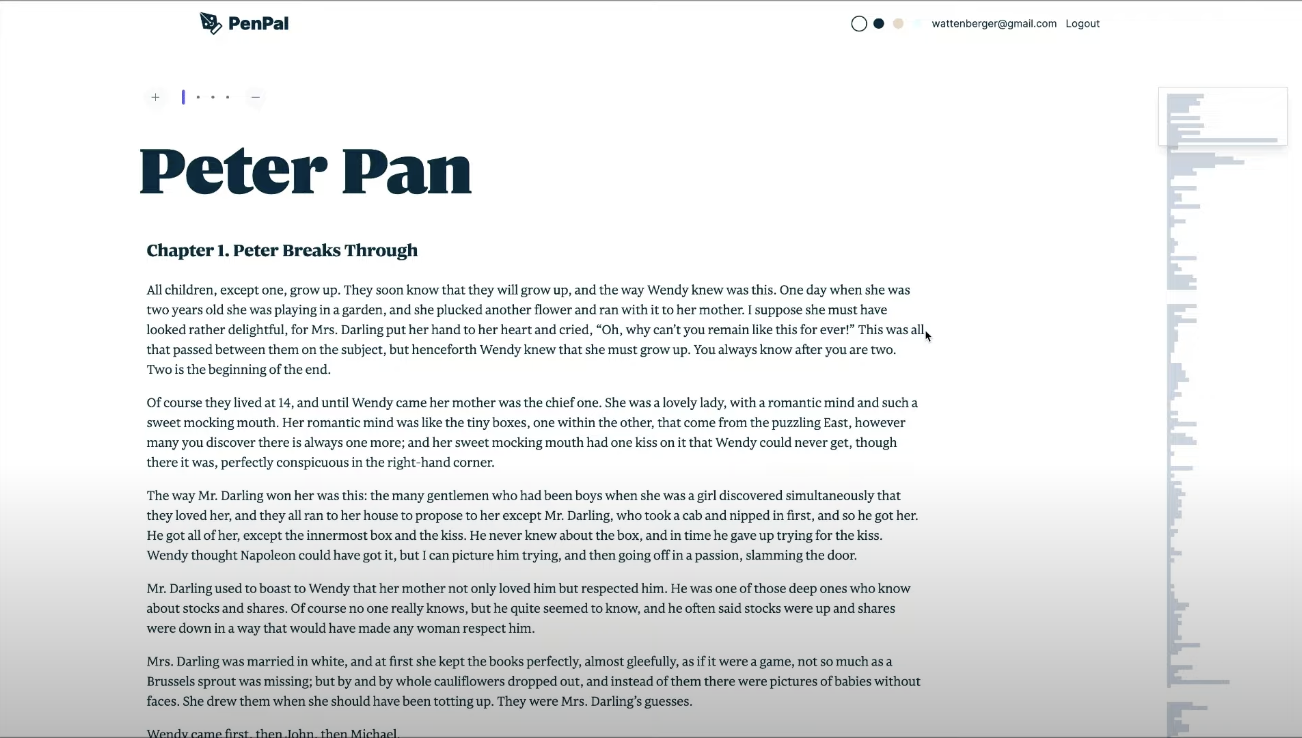 PenPal
wattenberger@gmail.com Logout
Peter Pan
Chapter 1. Peter Breaks Through
All children, except one, grow up. They soon know that they will grow up, and the way Wendy knew was this. One day when she was
two years old she was playing in a garden, and she plucked another flower and ran with it to her mother. I suppose she must have
looked rather delightful, for Mrs. Darling put her hand to her heart and cried, “Oh, why can’t you remain like this for ever!” This was all
that passed between them on the subject, but henceforth Wendy knew that she must grow up. You always know after you are two.
Two is the beginning of the end.
Of course they lived at 14, and until Wendy came her mother was the chief one. She was a lovely lady, with a romantic mind and such a
sweet mocking mouth. Her romantic mind was like the tiny boxes, one within the other, that come from the puzzling East, however
many you discover there is always one more; and her sweet mocking mouth had one kiss on it that Wendy could never get, though
there it was, perfectly conspicuous in the right-hand corner.
The way Mr. Darling won her was this: the many gentlemen who had been boys when she was a girl discovered simultaneously that
they loved her, and they all ran to her house to propose to her except Mr. Darling, who took a cab and nipped in first, and so he got her.
He got all of her, except the innermost box and the kiss. He never knew about the box, and in time he gave up trying for the kiss.
Wendy thought Napoleon could have got it, but I can picture him trying, and then going off in a passion, slamming the door.
Mr. Darling used to boast to Wendy that her mother not only loved him but respected him. He was one of those deep ones who know
about stocks and shares. Of course no one really knows, but he quite seemed to know, and he often said stocks were up and shares
were down in a way that would have made any woman respect him.
Mrs. Darling was married in white, and at first she kept the books perfectly, almost gleefully, as if it were a game, not so much as a
Brussels sprout was missing; but by and by whole cauliflowers dropped out, and instead of them there were pictures of babies without
faces. She drew them when she should have been totting up. They were Mrs. Darling’s guesses.
Wendy came first, then John, then Michael.